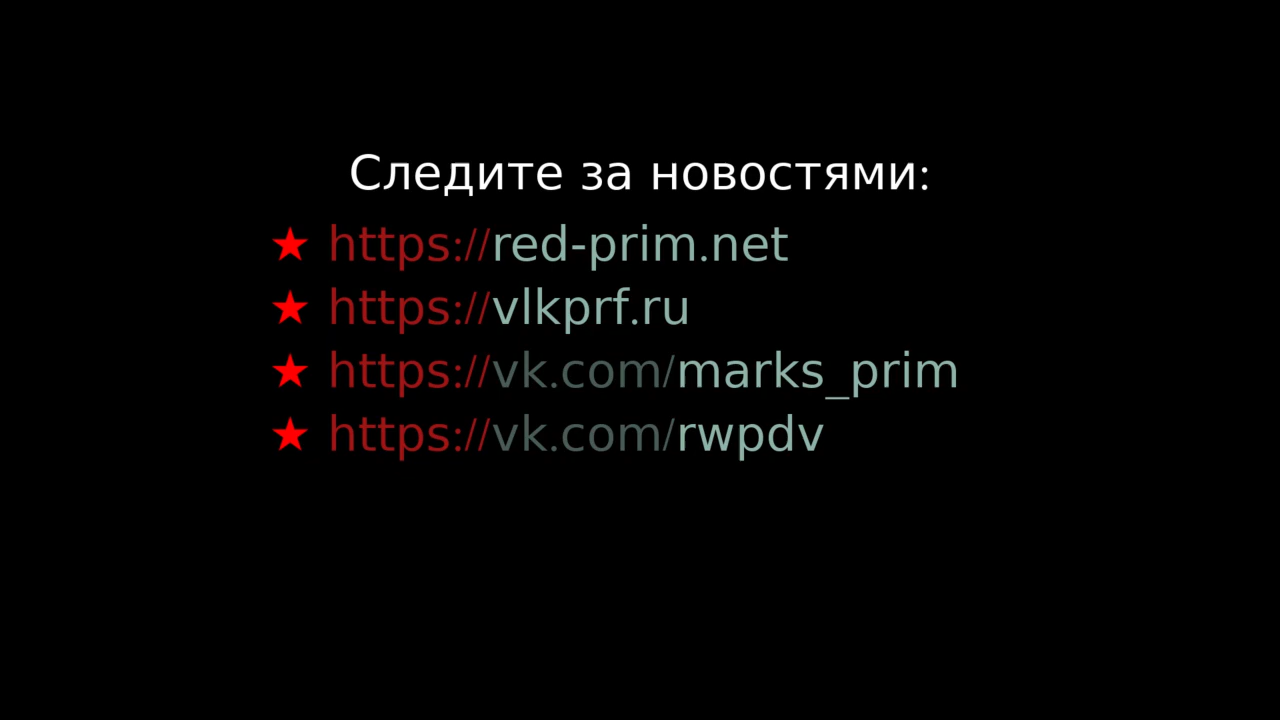 Следите за новостями:
★ https://red-prim.net
★ https://vlkprf.ru
★ https://vk.com/marks_prim
★ https://vk.com/rwpdv